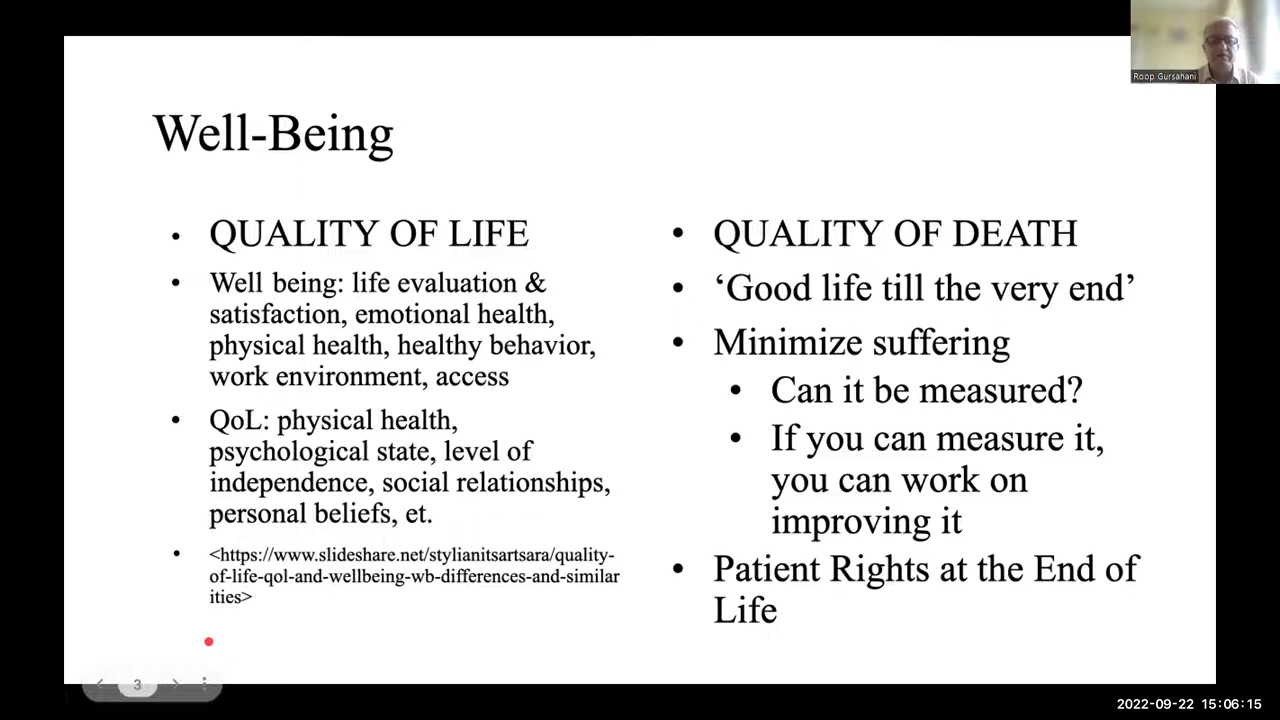 Roop Gursahani
Well-Being
• QUALITY OF LIFE
• Well being: life evaluation &
satisfaction, emotional health,
physical health, healthy behavior,
work environment, access
• QoL: physical health,
psychological state, level of
independence, social relationships,
personal beliefs, et.
• <https://www.slideshare.net/stylianitsartsara/quality-
of-life-qol-and-wellbeing-wb-differences-and-similar
ities>
• QUALITY OF DEATH
• ‘Good life till the very end’
• Minimize suffering
• Can it be measured?
• If you can measure it,
you can work on
improving it
• Patient Rights at the End of
Life
3
2022-09-22 15:06:15